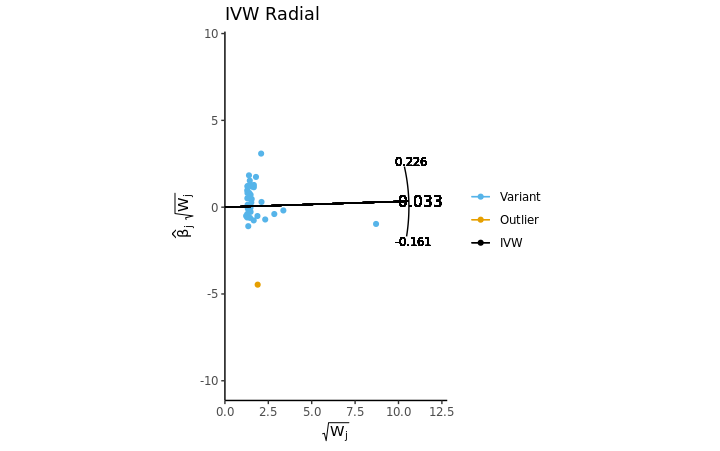 IVW Radial
10
5
0
-5
-10
β̂j √Wj
0.226
0.033
-0.161
Variant
Outlier
IVW
0.0 2.5 5.0 7.5 10.0 12.5
√Wj